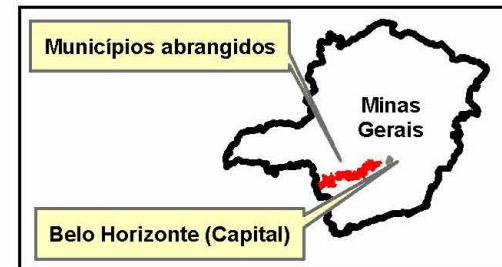 Municípios abrangidos
Minas
Gerais
Belo Horizonte (Capital)